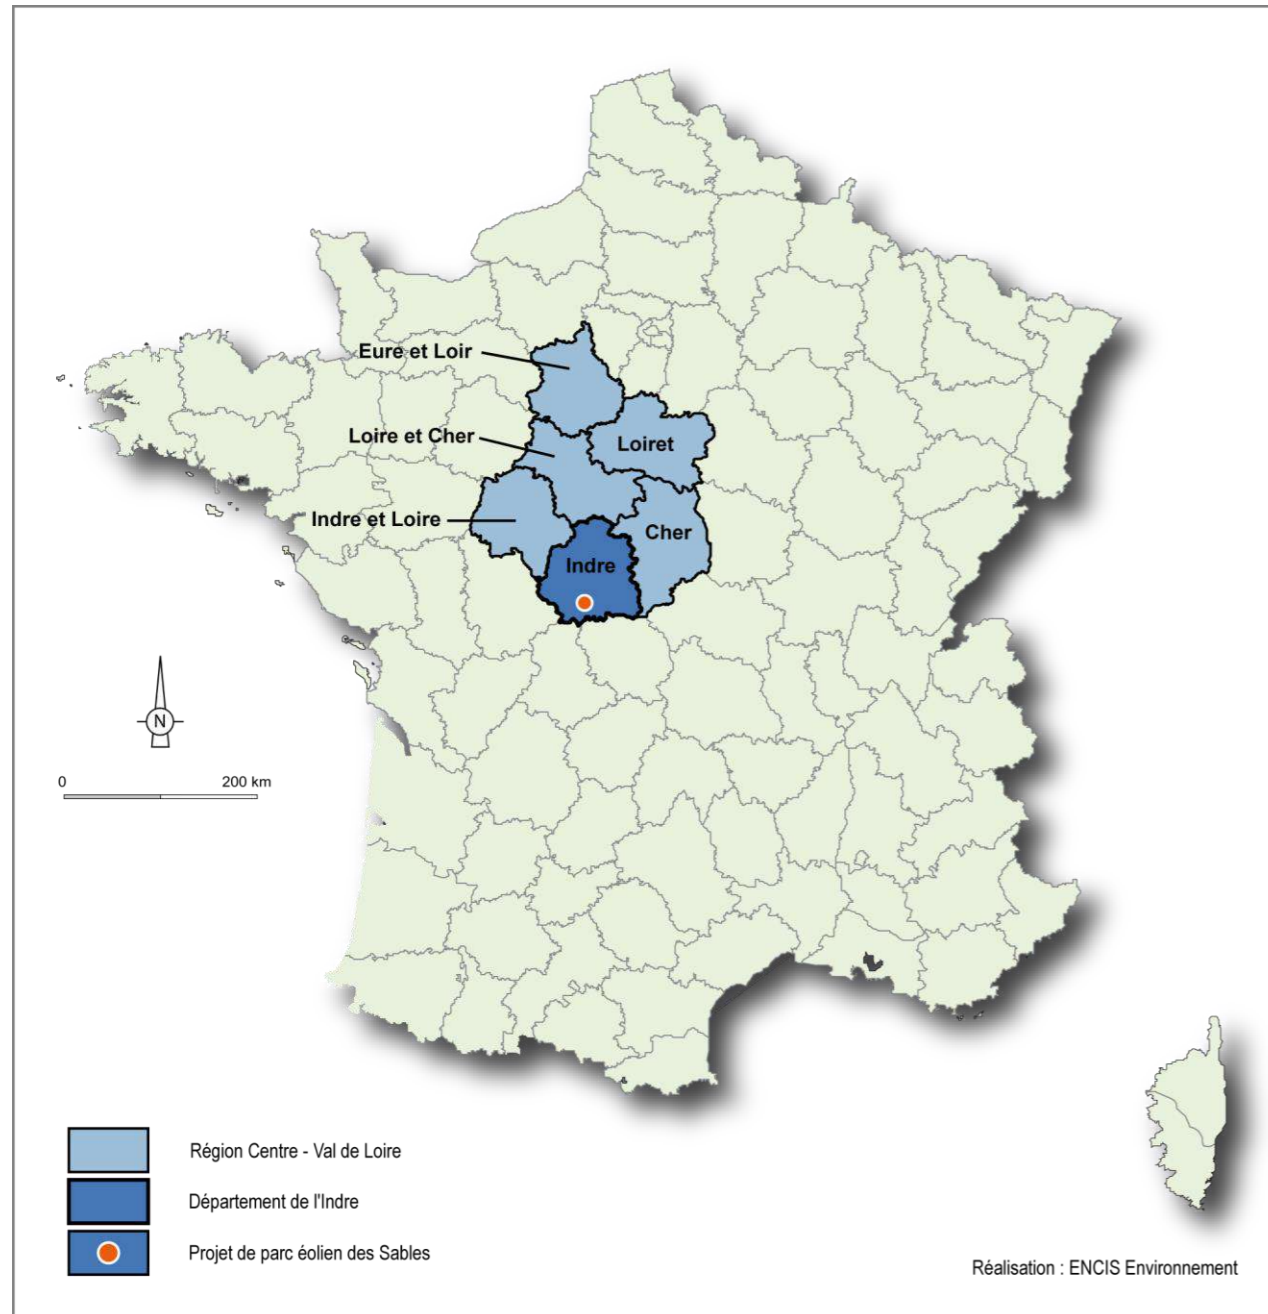 Eure et Loir
Loire et Cher
Loiret
Indre et Loire
Cher
Indre
N
0 200 km
Région Centre - Val de Loire
Département de l'Indre
Projet de parc éolien des Sables
Réalisation : ENCIS Environnement